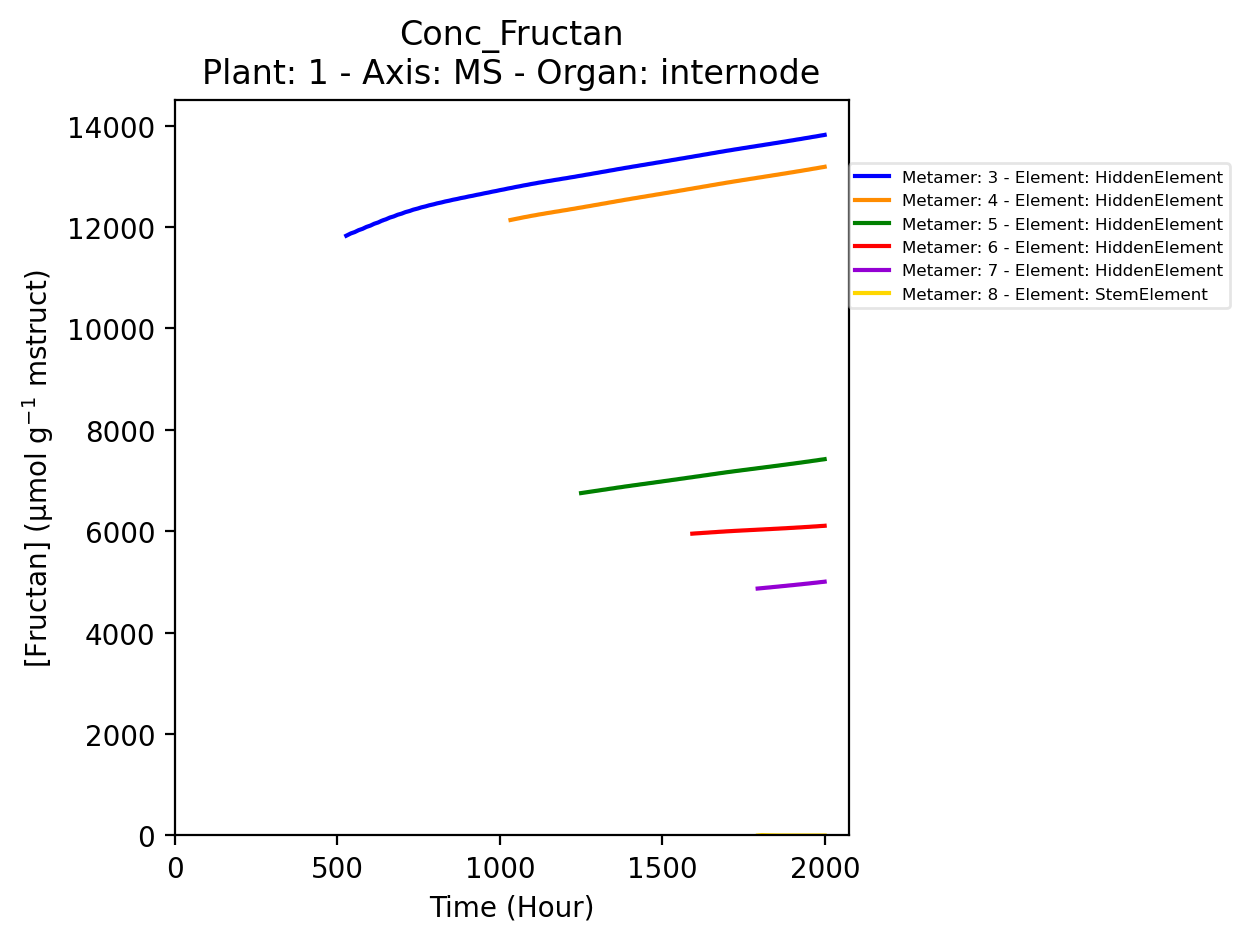 Conc_Fructan
Plant: 1 - Axis: MS - Organ: internode
14000
12000
10000
8000
6000
4000
2000
0
[Fructan] (µmol g⁻¹ mstruct)
0 500 1000 1500 2000
Time (Hour)
Metamer: 3 - Element: HiddenElement
Metamer: 4 - Element: HiddenElement
Metamer: 5 - Element: HiddenElement
Metamer: 6 - Element: HiddenElement
Metamer: 7 - Element: HiddenElement
Metamer: 8 - Element: StemElement